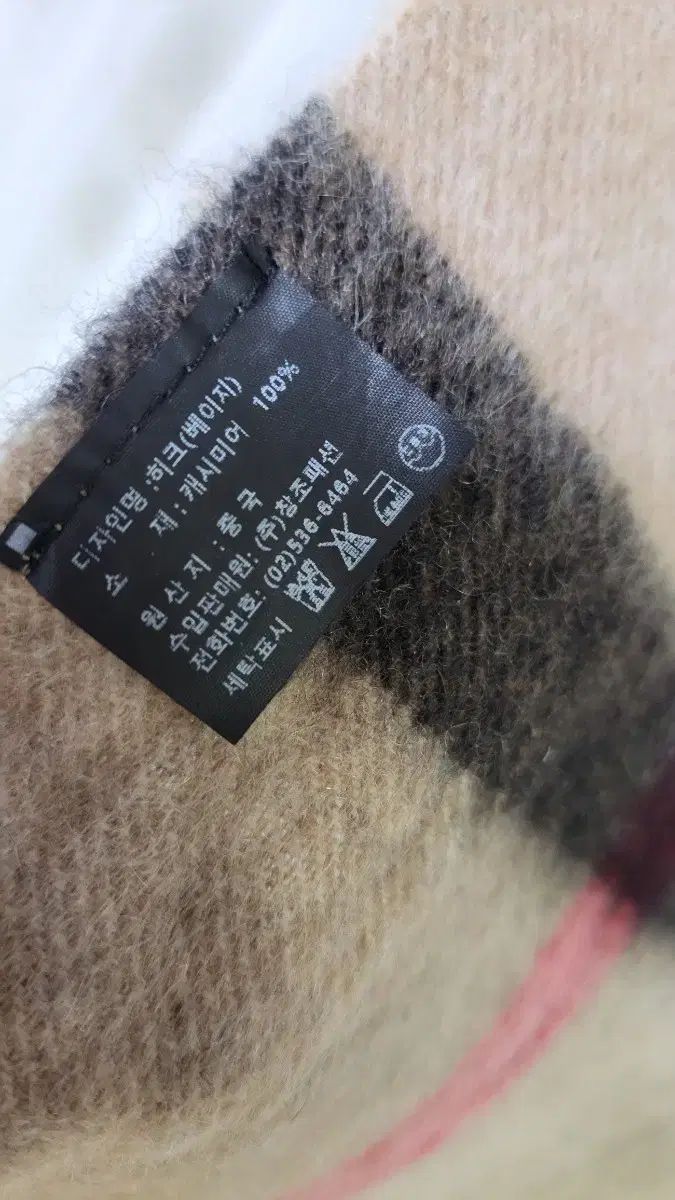 디자인명 :히크(베이지)
소 재 : 캐시미어 100%
원 산 지 : 중국
수입판매원: (주)창조패션
전화번호: (02)536-6464
세탁표시